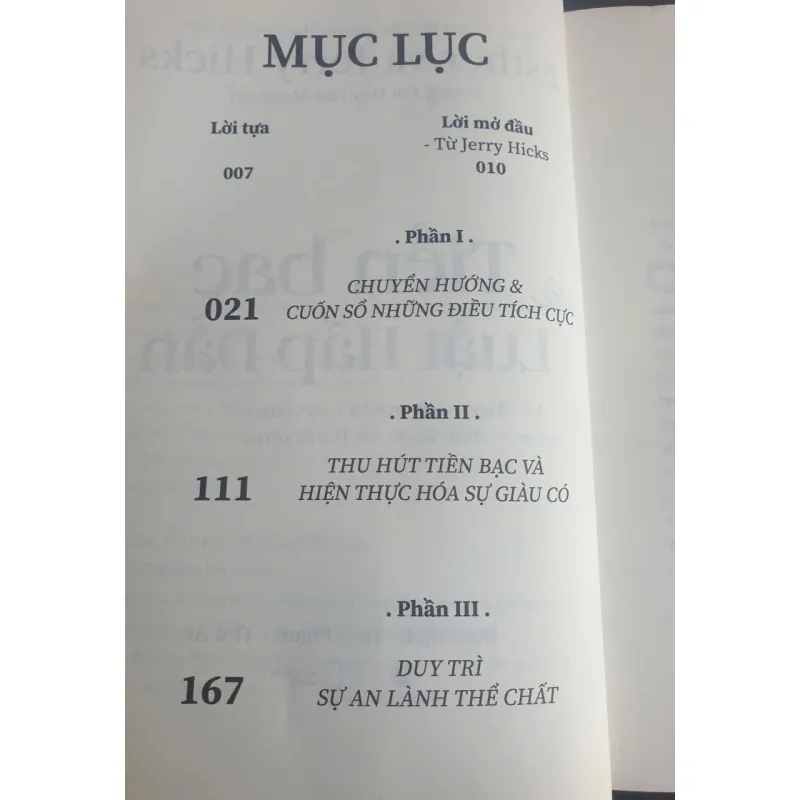 MỤC LỤC
Lời tựa
007
Lời mở đầu
- Từ Jerry Hicks
010
. Phần I .
021
CHUYỂN HƯỚNG &
CUỐN SỔ NHỮNG ĐIỀU TÍCH CỰC
. Phần II .
111
THU HÚT TIỀN BẠC VÀ
HIỆN THỰC HÓA SỰ GIÀU CÓ
. Phần III .
167
DUY TRÌ
SỰ AN LÀNH THỂ CHẤT